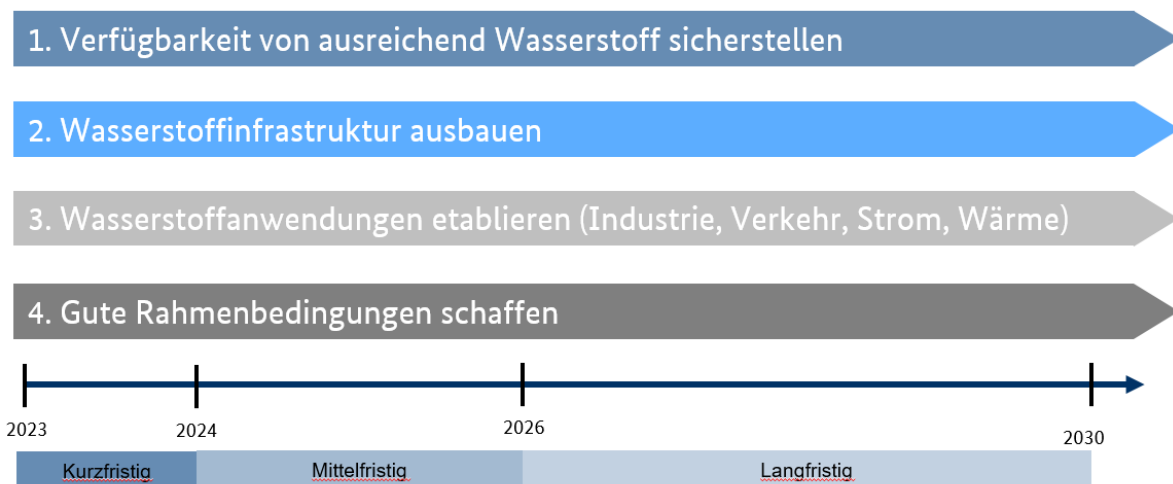 1. Verfügbarkeit von ausreichend Wasserstoff sicherstellen
2. Wasserstoffinfrastruktur ausbauen
3. Wasserstoffanwendungen etablieren (Industrie, Verkehr, Strom, Wärme)
4. Gute Rahmenbedingungen schaffen
2023 2024 2026 2030
Kurzfristig Mittelfristig Langfristig